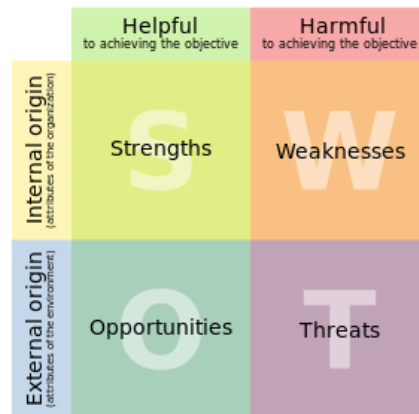 Helpful
to achieving the objective
Harmful
to achieving the objective
Internal origin
(attributes of the organization)
S
Strengths
W
Weaknesses
External origin
(attributes of the environment)
O
Opportunities
T
Threats